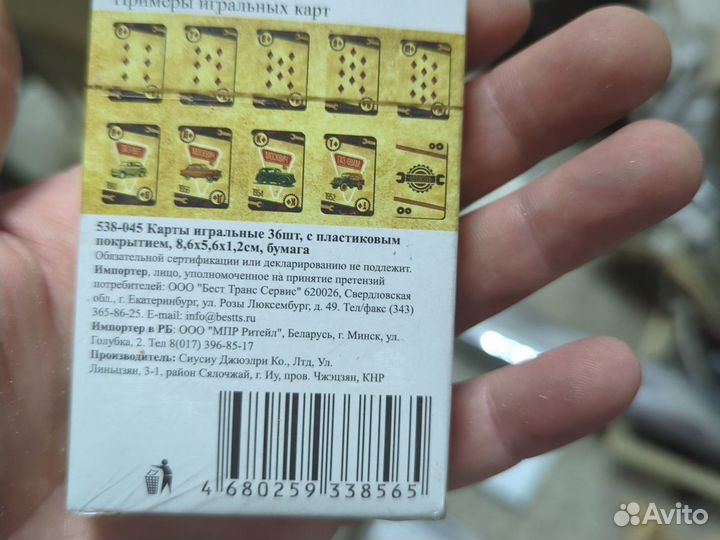 Примеры игральных карт
538-045 Карты игральные 36шт, с пластиковым
покрытием, 8,6х5,6х1,2см, бумага
Обязательной сертификации или декларированию не подлежит.
Импортер, лицо, уполномоченное на принятие претензий
потребителей: ООО "Бест Транс Сервис" 620026, Свердловская
обл., г. Екатеринбург, ул. Розы Люксембург, д. 49. Тел/факс (343)
365-86-25. E-mail: info@bestts.ru
Импортер в РБ: ООО "МПР Ритейл", Беларусь, г. Минск, ул.
Голубка, 2. Тел 8(017) 396-85-17
Производитель: Сиусиу Джюэлри Ко., Лтд, Ул.
Линьцзян, 3-1, район Сялочжай, г. Иу, пров. Чжэцзян, КНР
4 680259 338565
Avito